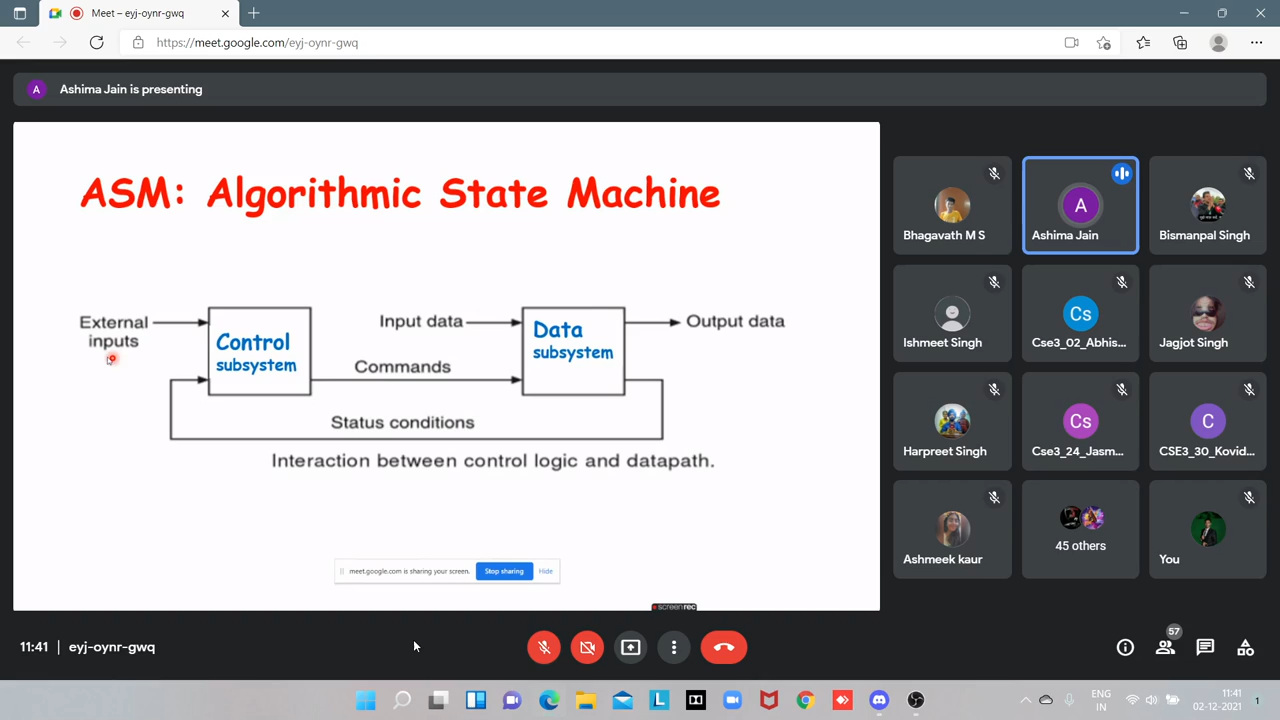 Meet – eyj-oynr-gwq
https://meet.google.com/eyj-oynr-gwq
A Ashima Jain is presenting
ASM: Algorithmic State Machine
External
inputs
Control
subsystem
Input data
Commands
Data
subsystem
Output data
Status conditions
Interaction between control logic and datapath.
meet.google.com is sharing your screen.
Stop sharing
Hide
screenrec
Bhagavath M S
A
Ashima Jain
Bismanpal Singh
Ishmeet Singh
Cs
Cse3_02_Abhis...
Jagjot Singh
Harpreet Singh
Cs
Cse3_24_Jasm...
C
CSE3_30_Kovid...
Ashmeek kaur
45 others
You
11:41 | eyj-oynr-gwq
57
ENG
IN
11:41
02-12-2021
1